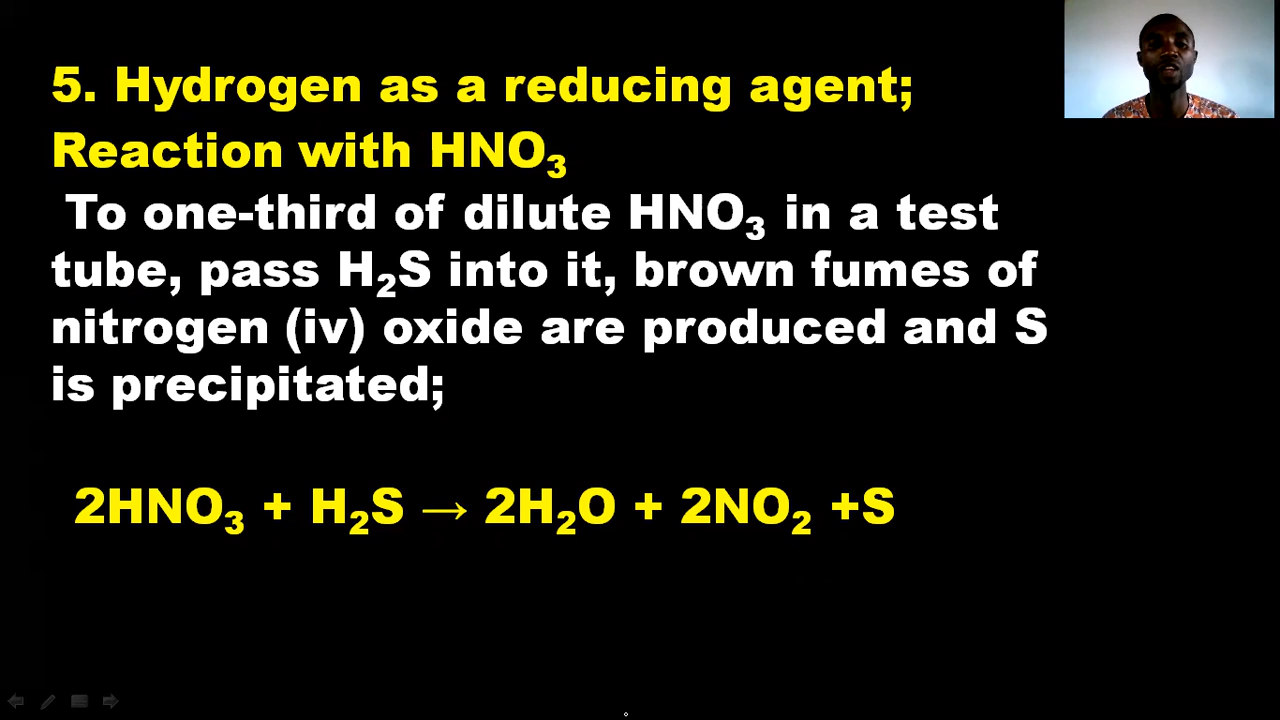 5. Hydrogen as a reducing agent;
Reaction with HNO₃
To one-third of dilute HNO₃ in a test
tube, pass H₂S into it, brown fumes of
nitrogen (iv) oxide are produced and S
is precipitated;
2HNO₃ + H₂S → 2H₂O + 2NO₂ +S